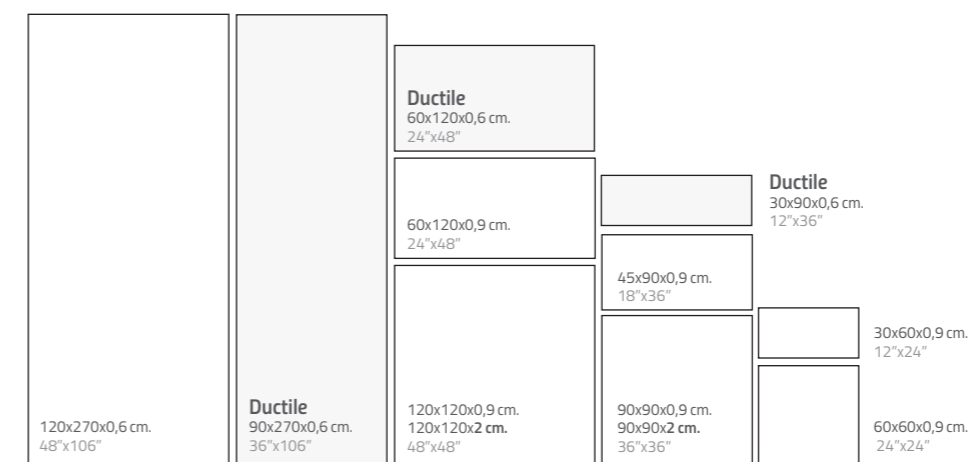 120x270x0,6 cm.
48"x106"
Ductile
90x270x0,6 cm.
36"x106"
Ductile
60x120x0,6 cm.
24"x48"
60x120x0,9 cm.
24"x48"
120x120x0,9 cm.
120x120x2 cm.
48"x48"
Ductile
30x90x0,6 cm.
12"x36"
45x90x0,9 cm.
18"x36"
90x90x0,9 cm.
90x90x2 cm.
36"x36"
30x60x0,9 cm.
12"x24"
60x60x0,9 cm.
24"x24"